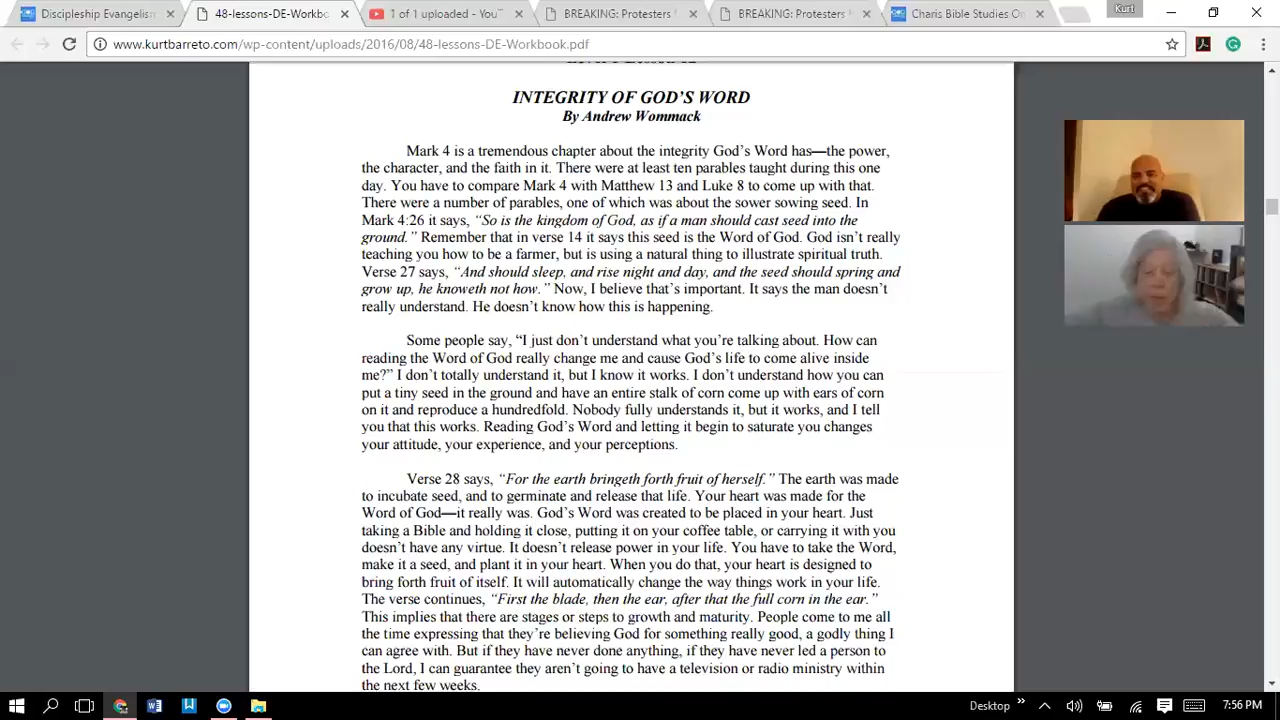 Discipleship Evangelism
48-lessons-DE-Workbo
1 of 1 uploaded - YouT
BREAKING: Protesters
BREAKING: Protesters
Charis Bible Studies O
Kurt
www.kurtbarreto.com/wp-content/uploads/2016/08/48-lessons-DE-Workbook.pdf
INTEGRITY OF GOD'S WORD
By Andrew Wommack
Mark 4 is a tremendous chapter about the integrity God's Word has—the power,
the character, and the faith in it. There were at least ten parables taught during this one
day. You have to compare Mark 4 with Matthew 13 and Luke 8 to come up with that.
There were a number of parables, one of which was about the sower sowing seed. In
Mark 4:26 it says, “So is the kingdom of God, as if a man should cast seed into the
ground.” Remember that in verse 14 it says this seed is the Word of God. God isn't really
teaching you how to be a farmer, but is using a natural thing to illustrate spiritual truth.
Verse 27 says, “And should sleep, and rise night and day, and the seed should spring and
grow up, he knoweth not how.” Now, I believe that's important. It says the man doesn't
really understand. He doesn't know how this is happening.
Some people say, “I just don't understand what you're talking about. How can
reading the Word of God really change me and cause God's life to come alive inside
me?” I don't totally understand it, but I know it works. I don't understand how you can
put a tiny seed in the ground and have an entire stalk of corn come up with ears of corn
on it and reproduce a hundredfold. Nobody fully understands it, but it works, and I tell
you that this works. Reading God's Word and letting it begin to saturate you changes
your attitude, your experience, and your perceptions.
Verse 28 says, “For the earth bringeth forth fruit of herself.” The earth was made
to incubate seed, and to germinate and release that life. Your heart was made for the
Word of God—it really was. God's Word was created to be placed in your heart. Just
taking a Bible and holding it close, putting it on your coffee table, or carrying it with you
doesn't have any virtue. It doesn't release power in your life. You have to take the Word,
make it a seed, and plant it in your heart. When you do that, your heart is designed to
bring forth fruit of itself. It will automatically change the way things work in your life.
The verse continues, “First the blade, then the ear, after that the full corn in the ear.”
This implies that there are stages or steps to growth and maturity. People come to me all
the time expressing that they're believing God for something really good, a godly thing I
can agree with. But if they have never done anything, if they have never led a person to
the Lord, I can guarantee they aren't going to have a television or radio ministry within
the next few weeks.
Desktop
7:56 PM